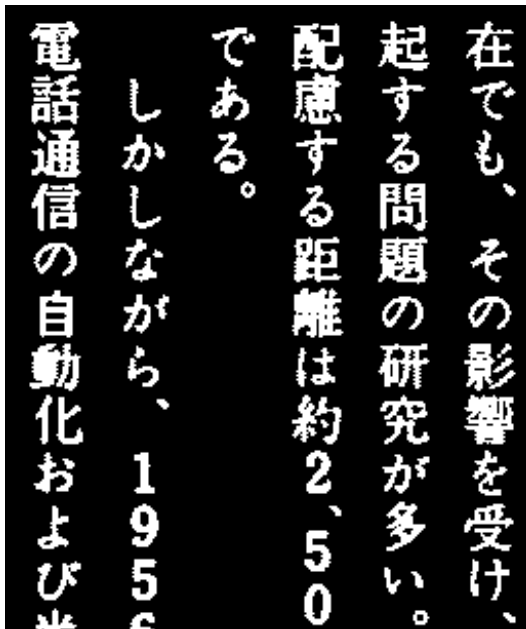 在でも、その影響を受け、
起する問題の研究が多い。
配慮する距離は約2、50
である。
しかしながら、195
電話通信の自動化および